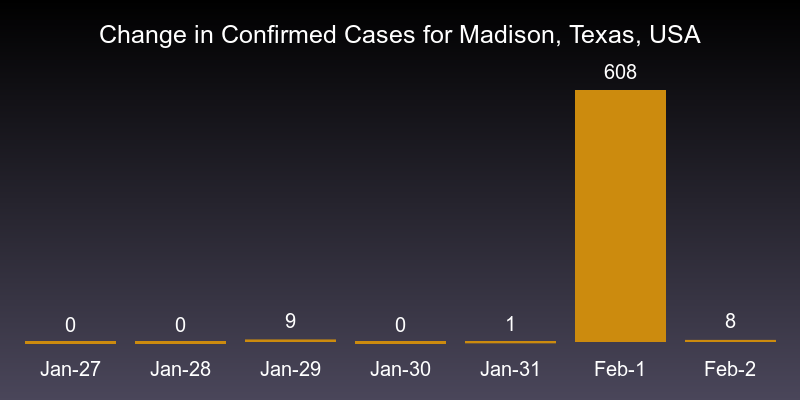 Change in Confirmed Cases for Madison, Texas, USA
608
0 0 9 0 1 8
Jan-27 Jan-28 Jan-29 Jan-30 Jan-31 Feb-1 Feb-2